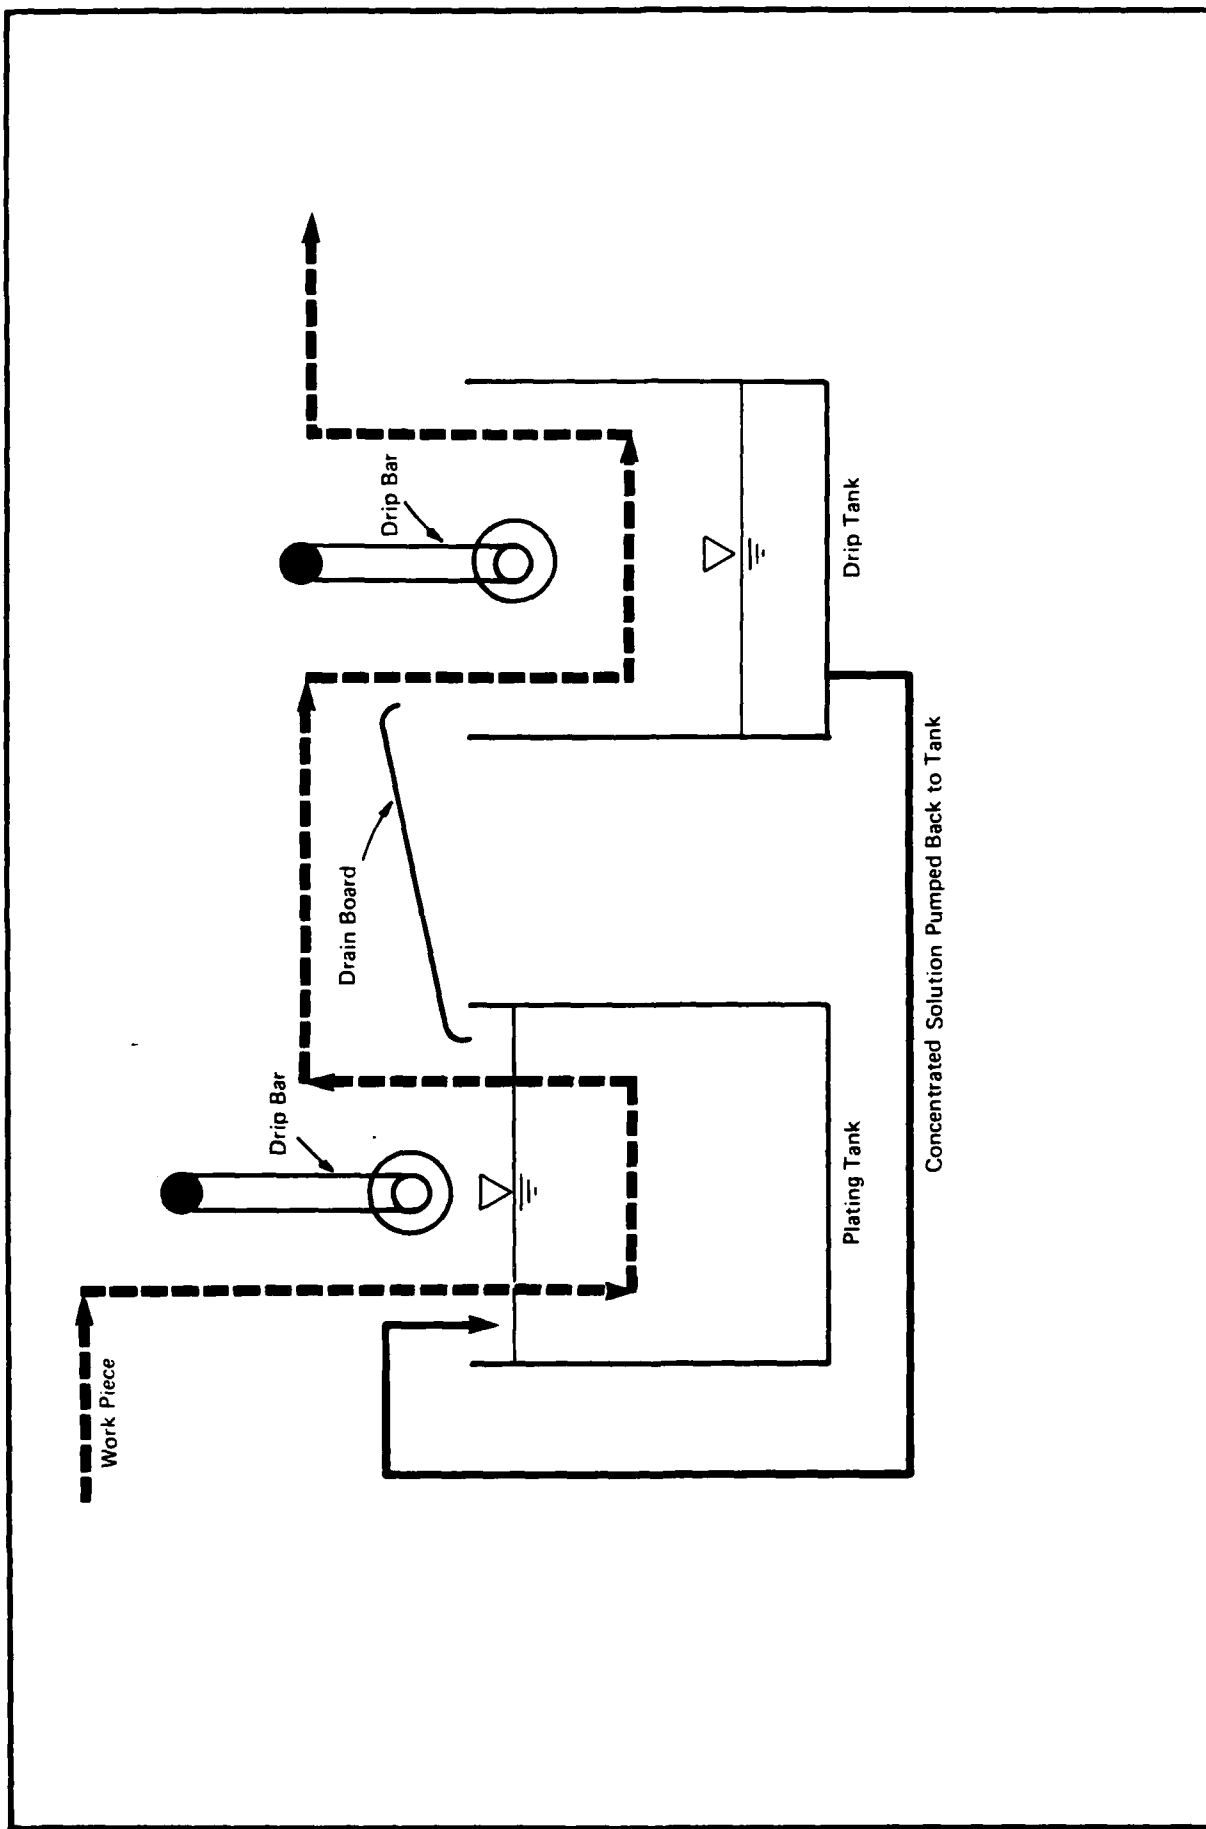 Work Piece
Drip Bar
Drain Board
Drip Bar
Plating Tank
Drip Tank
Concentrated Solution Pumped Back to Tank